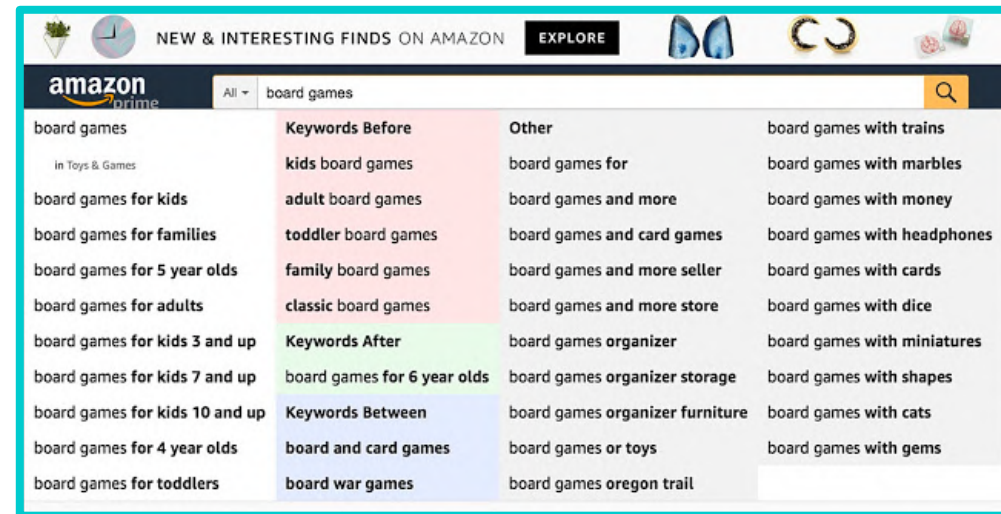 NEW & INTERESTING FINDS ON AMAZON EXPLORE
amazon
prime
All board games
board games
in Toys & Games
board games for kids
board games for families
board games for 5 year olds
board games for adults
board games for kids 3 and up
board games for kids 7 and up
board games for kids 10 and up
board games for 4 year olds
board games for toddlers
Keywords Before
kids board games
adult board games
toddler board games
family board games
classic board games
Keywords After
board games for 6 year olds
Keywords Between
board and card games
board war games
Other
board games for
board games and more
board games and card games
board games and more seller
board games and more store
board games organizer
board games organizer storage
board games organizer furniture
board games or toys
board games oregon trail
board games with trains
board games with marbles
board games with money
board games with headphones
board games with cards
board games with dice
board games with miniatures
board games with shapes
board games with cats
board games with gems